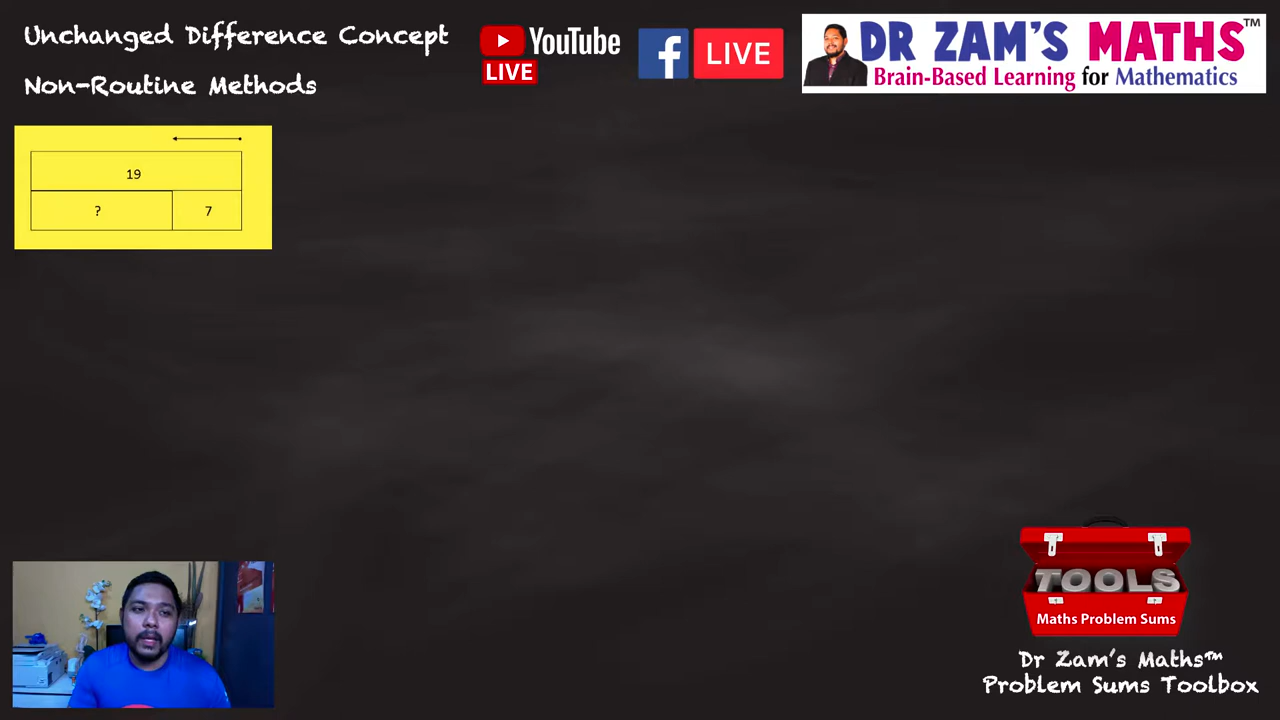 Unchanged Difference Concept
Non-Routine Methods
YouTube
LIVE
f LIVE
DR ZAM'S MATHS™
Brain-Based Learning for Mathematics
19
? 7
TOOLS
Maths Problem Sums
Dr Zam's Maths™
Problem Sums Toolbox